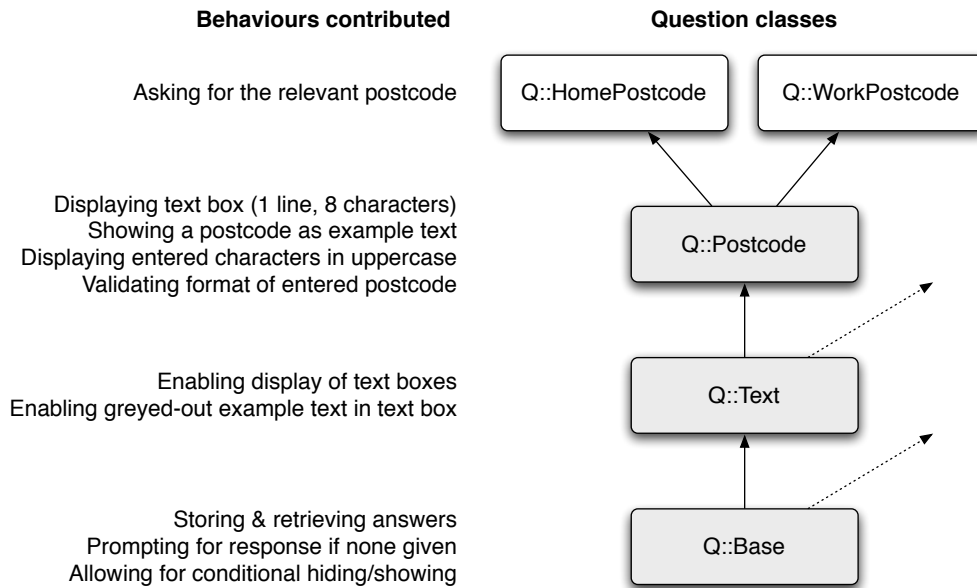 Behaviours contributed
Question classes
Asking for the relevant postcode
Q::HomePostcode
Q::WorkPostcode
Displaying text box (1 line, 8 characters)
Showing a postcode as example text
Displaying entered characters in uppercase
Validating format of entered postcode
Q::Postcode
Enabling display of text boxes
Enabling greyed-out example text in text box
Q::Text
Storing & retrieving answers
Prompting for response if none given
Allowing for conditional hiding/showing
Q::Base